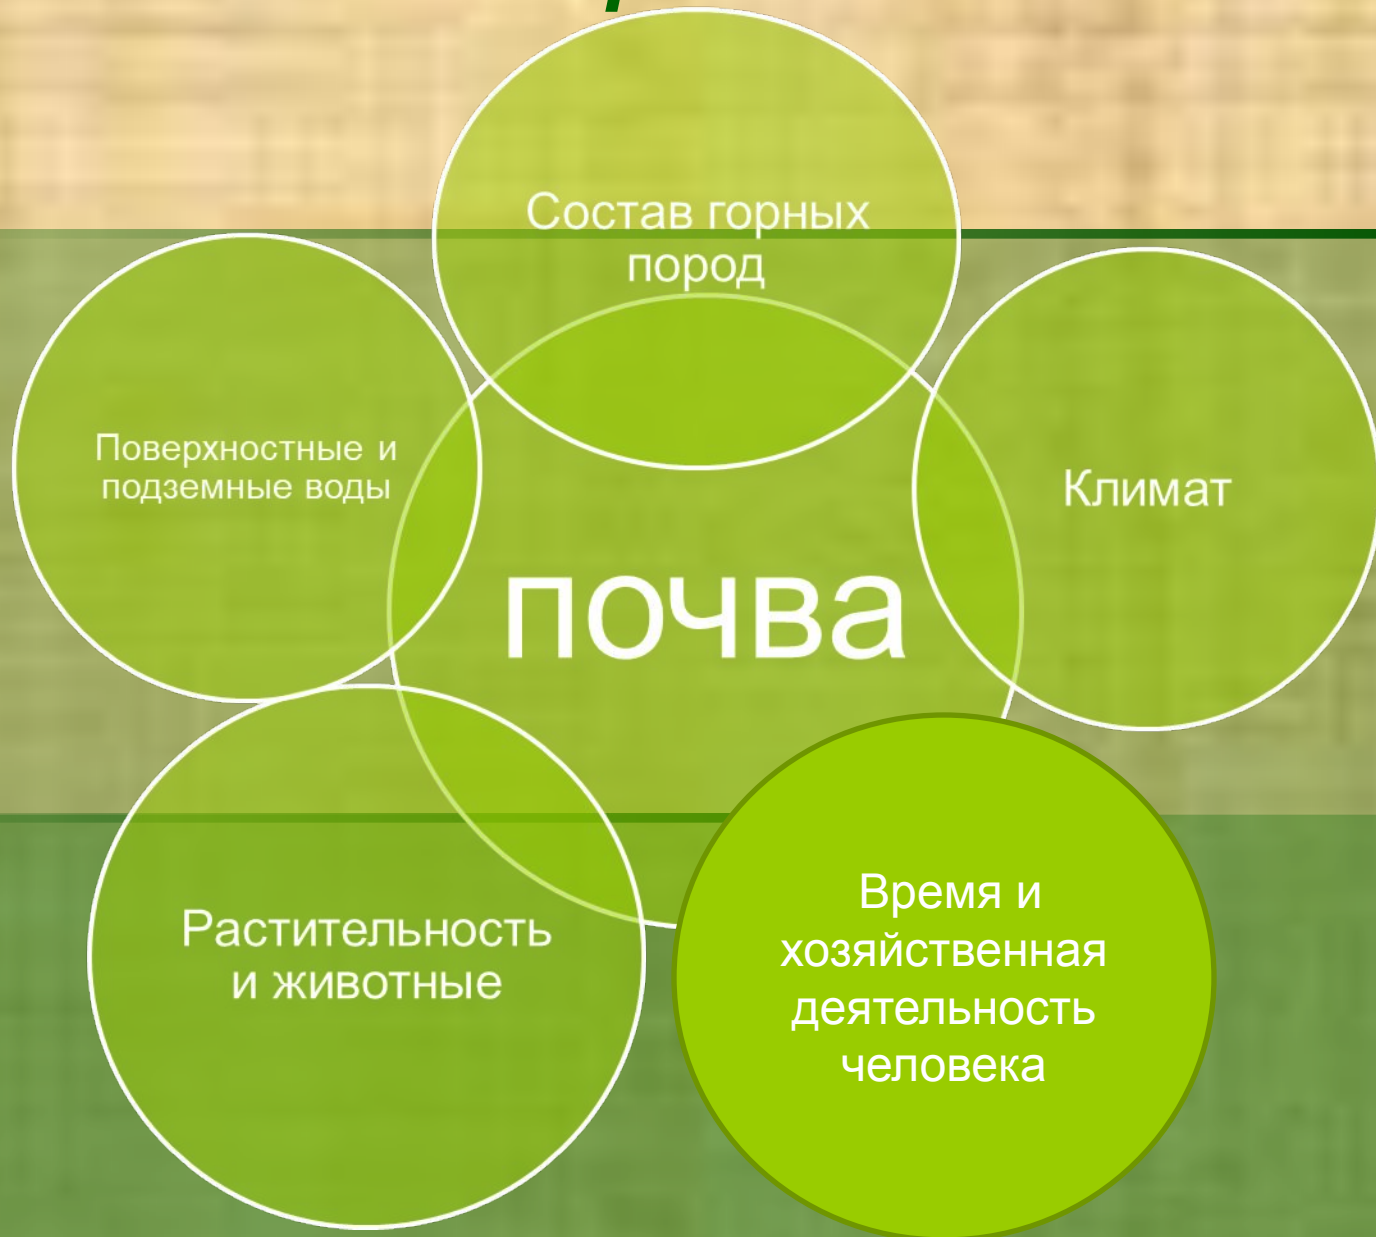 Состав горных
пород
Поверхностные и
подземные воды
Климат
почва
Растительность
и животные
Время и
хозяйственная
деятельность
человека